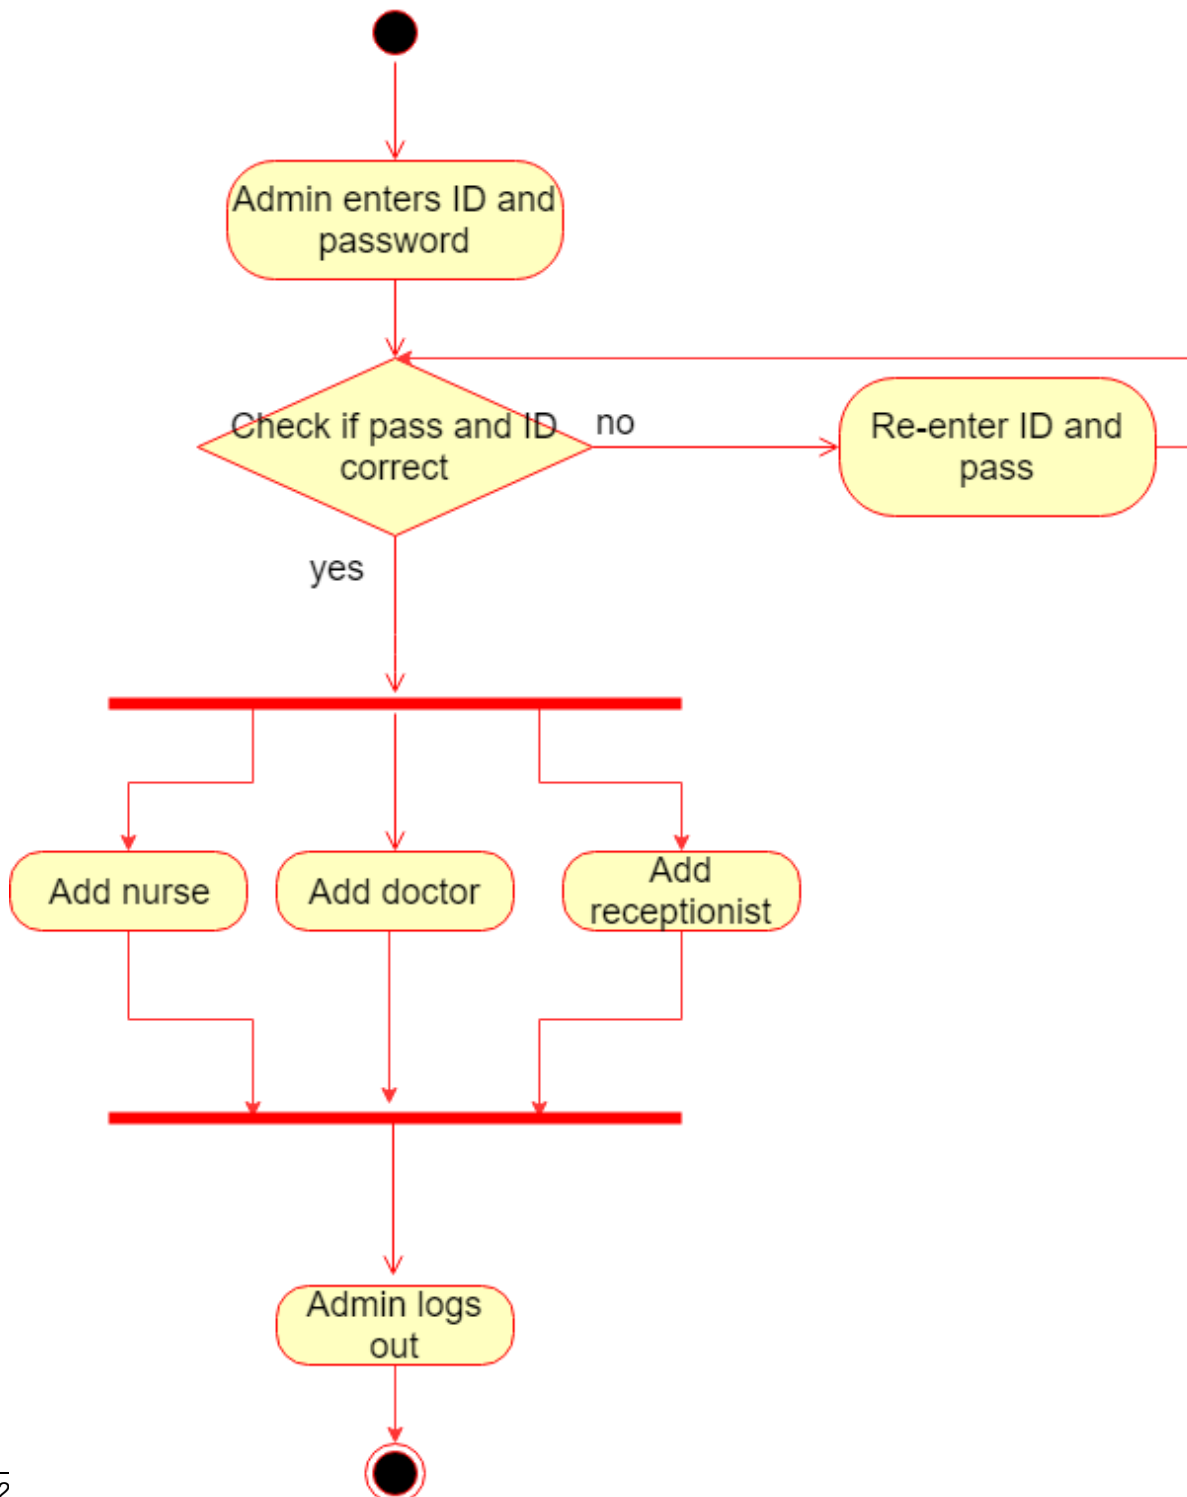 Admin enters ID and
password
Check if pass and ID
correct
no
Re-enter ID and
pass
yes
Add nurse
Add doctor
Add
receptionist
Admin logs
out